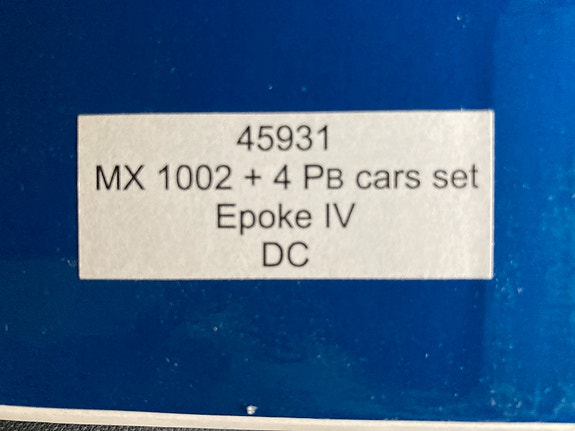 45931
MX 1002 + 4 PB cars set
Epoke IV
DC